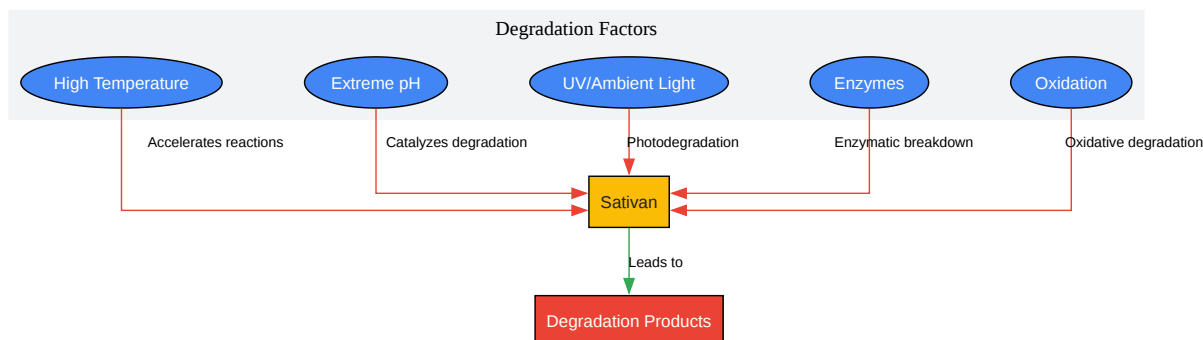 Degradation Factors
High Temperature
Extreme pH
UV/Ambient Light
Enzymes
Oxidation
Accelerates reactions
Catalyzes degradation
Photodegradation
Enzymatic breakdown
Oxidative degradation
Sativan
Leads to
Degradation Products